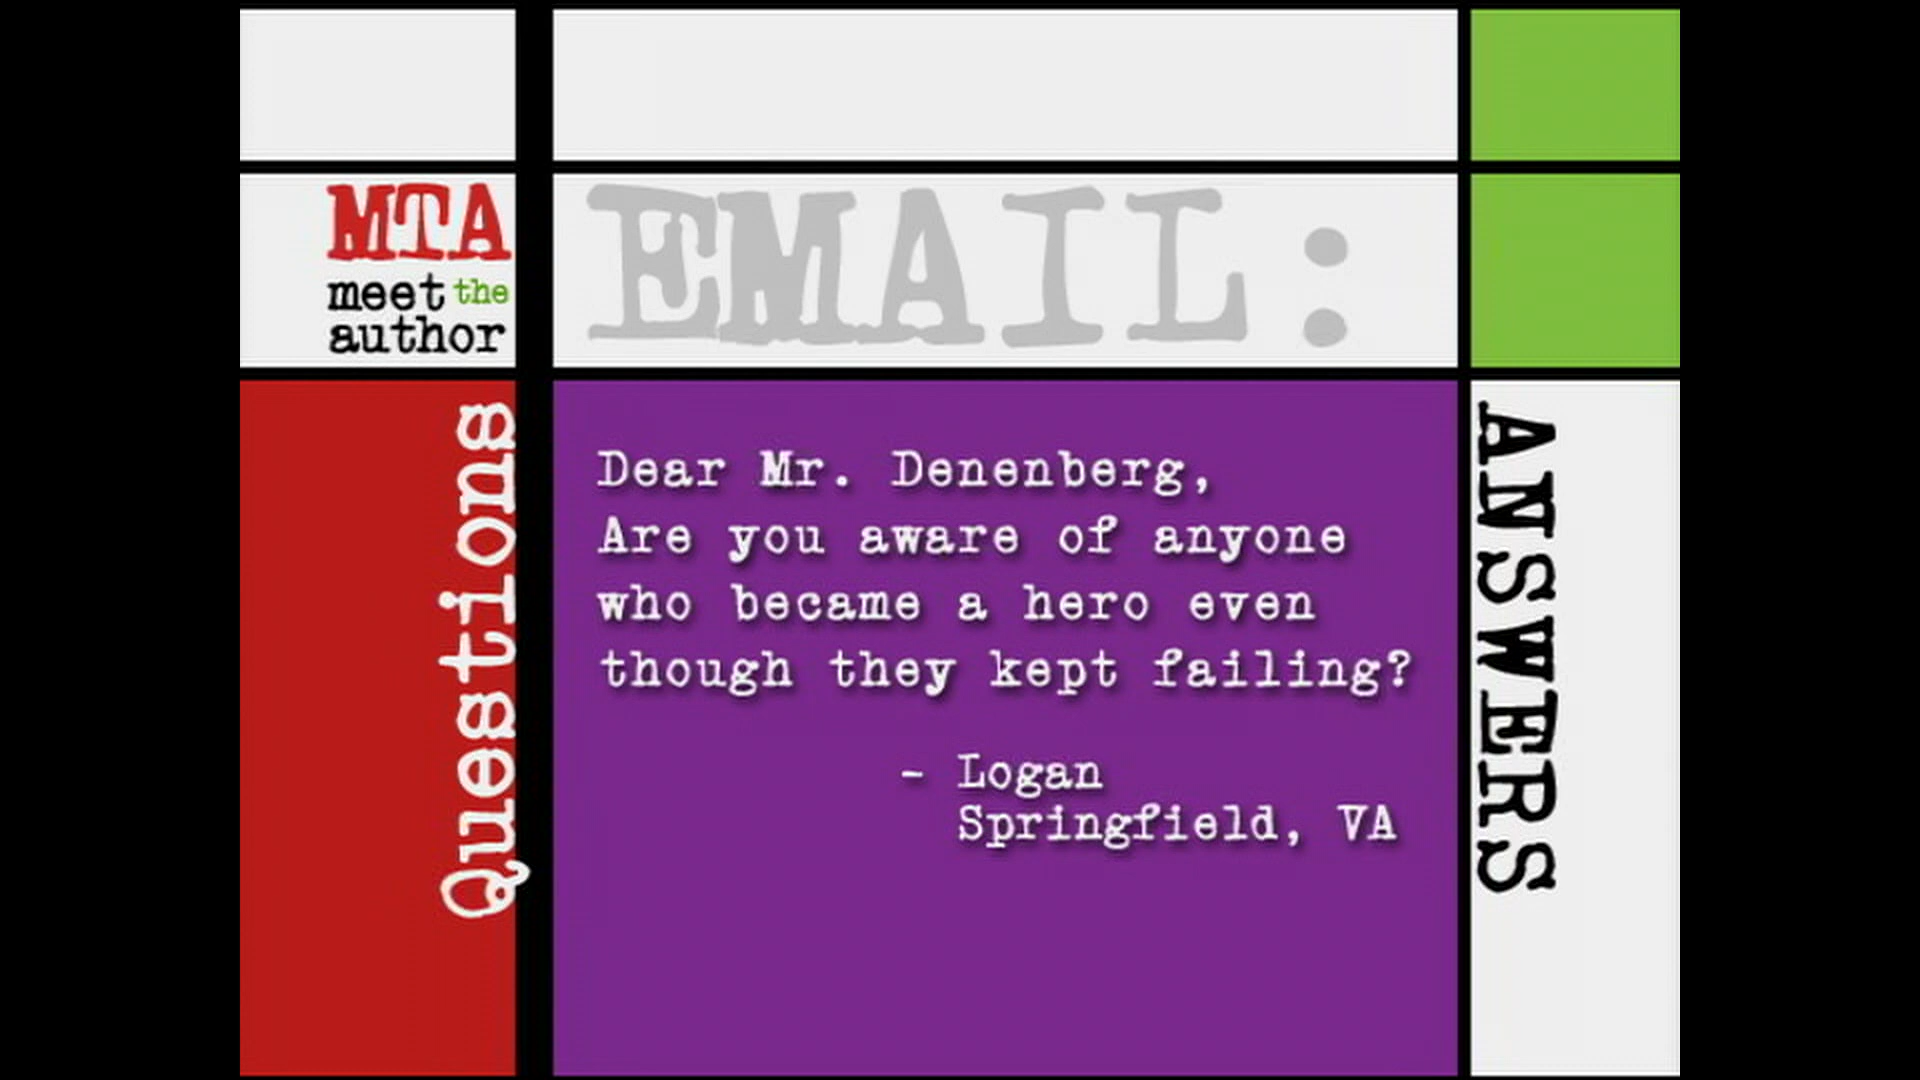 MTA
meet the
author
EMAIL:
Questions
Dear Mr. Denenberg,
Are you aware of anyone
who became a hero even
though they kept failing?
- Logan
Springfield, VA
ANSWERS